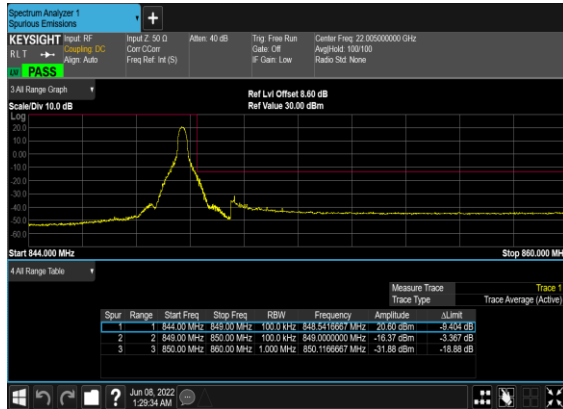 Spectrum Analyzer 1
Spurious Emissions
+
KEYSIGHT Input: RF Input Z: 50 Ω Atten: 40 dB Trig: Free Run Center Freq: 22.005000000 GHz
RLT Coupling: DC Corr CCorr Gate: Off Avg|Hold: 100/100
Align: Auto Freq Ref: Int (S) IF Gain: Low Radio Std: None
PASS
3 All Range Graph
Ref Lvl Offset 8.60 dB
Scale/Div 10.0 dB Ref Value 30.00 dBm
Log
20.0
10.0
0.00
-10.0
-20.0
-30.0
-40.0
-50.0
-60.0
Start 844.000 MHz Stop 860.000 MH
4 All Range Table
Measure Trace Trace 1
Trace Type Trace Average (Active)
Spur Range Start Freq Stop Freq RBW Frequency Amplitude ΔLimit
1 1 844.00 MHz 849.00 MHz 100.0 kHz 848.5416667 MHz 20.60 dBm -9.404 dB
2 2 849.00 MHz 850.00 MHz 100.0 kHz 849.0000000 MHz -16.37 dBm -3.367 dB
3 3 850.00 MHz 860.00 MHz 1.000 MHz 850.1166667 MHz -31.88 dBm -18.88 dB
? Jun 08, 2022
1:29:34 AM